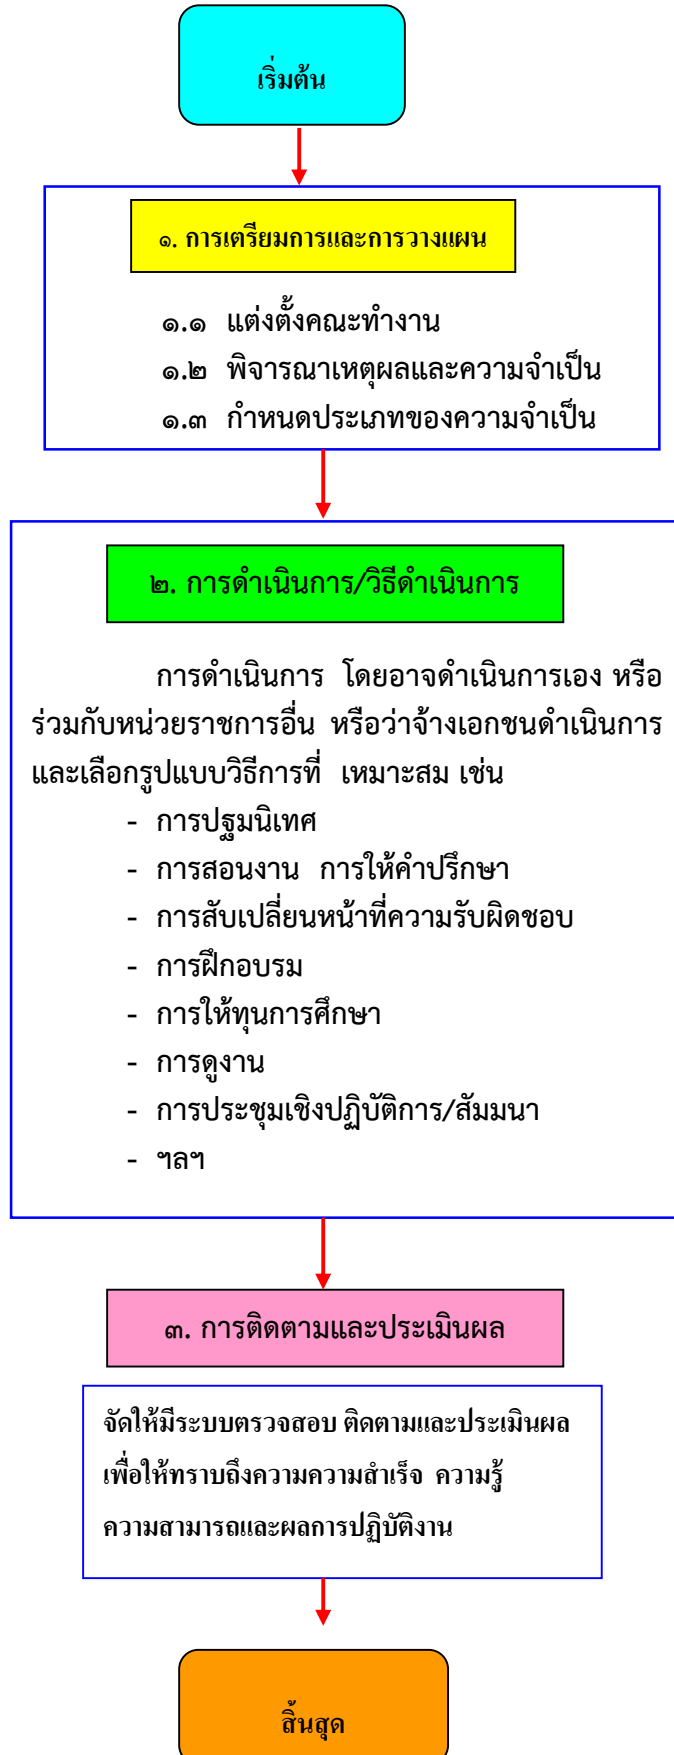 เริ่มต้น
๑. การเตรียมการและการวางแผน
๑.๑ แต่งตั้งคณะทำงาน
๑.๒ พิจารณาเหตุผลและความจำเป็น
๑.๓ กำหนดประเภทของความจำเป็น
๒. การดำเนินการ/วิธีดำเนินการ
การดำเนินการ โดยอาจดำเนินการเอง หรือ
ร่วมกับหน่วยราชการอื่น หรือว่าจ้างเอกชนดำเนินการ
และเลือกรูปแบบวิธีการที่ เหมาะสม เช่น
- การปฐมนิเทศ
- การสอนงาน การให้คำปรึกษา
- การสับเปลี่ยนหน้าที่ความรับผิดชอบ
- การฝึกอบรม
- การให้ทุนการศึกษา
- การดูงาน
- การประชุมเชิงปฏิบัติการ/สัมมนา
- ฯลฯ
๓. การติดตามและประเมินผล
จัดให้มีระบบตรวจสอบ ติดตามและประเมินผล
เพื่อให้ทราบถึงความความสำเร็จ ความรู้
ความสามารถและผลการปฏิบัติงาน
สิ้นสุด